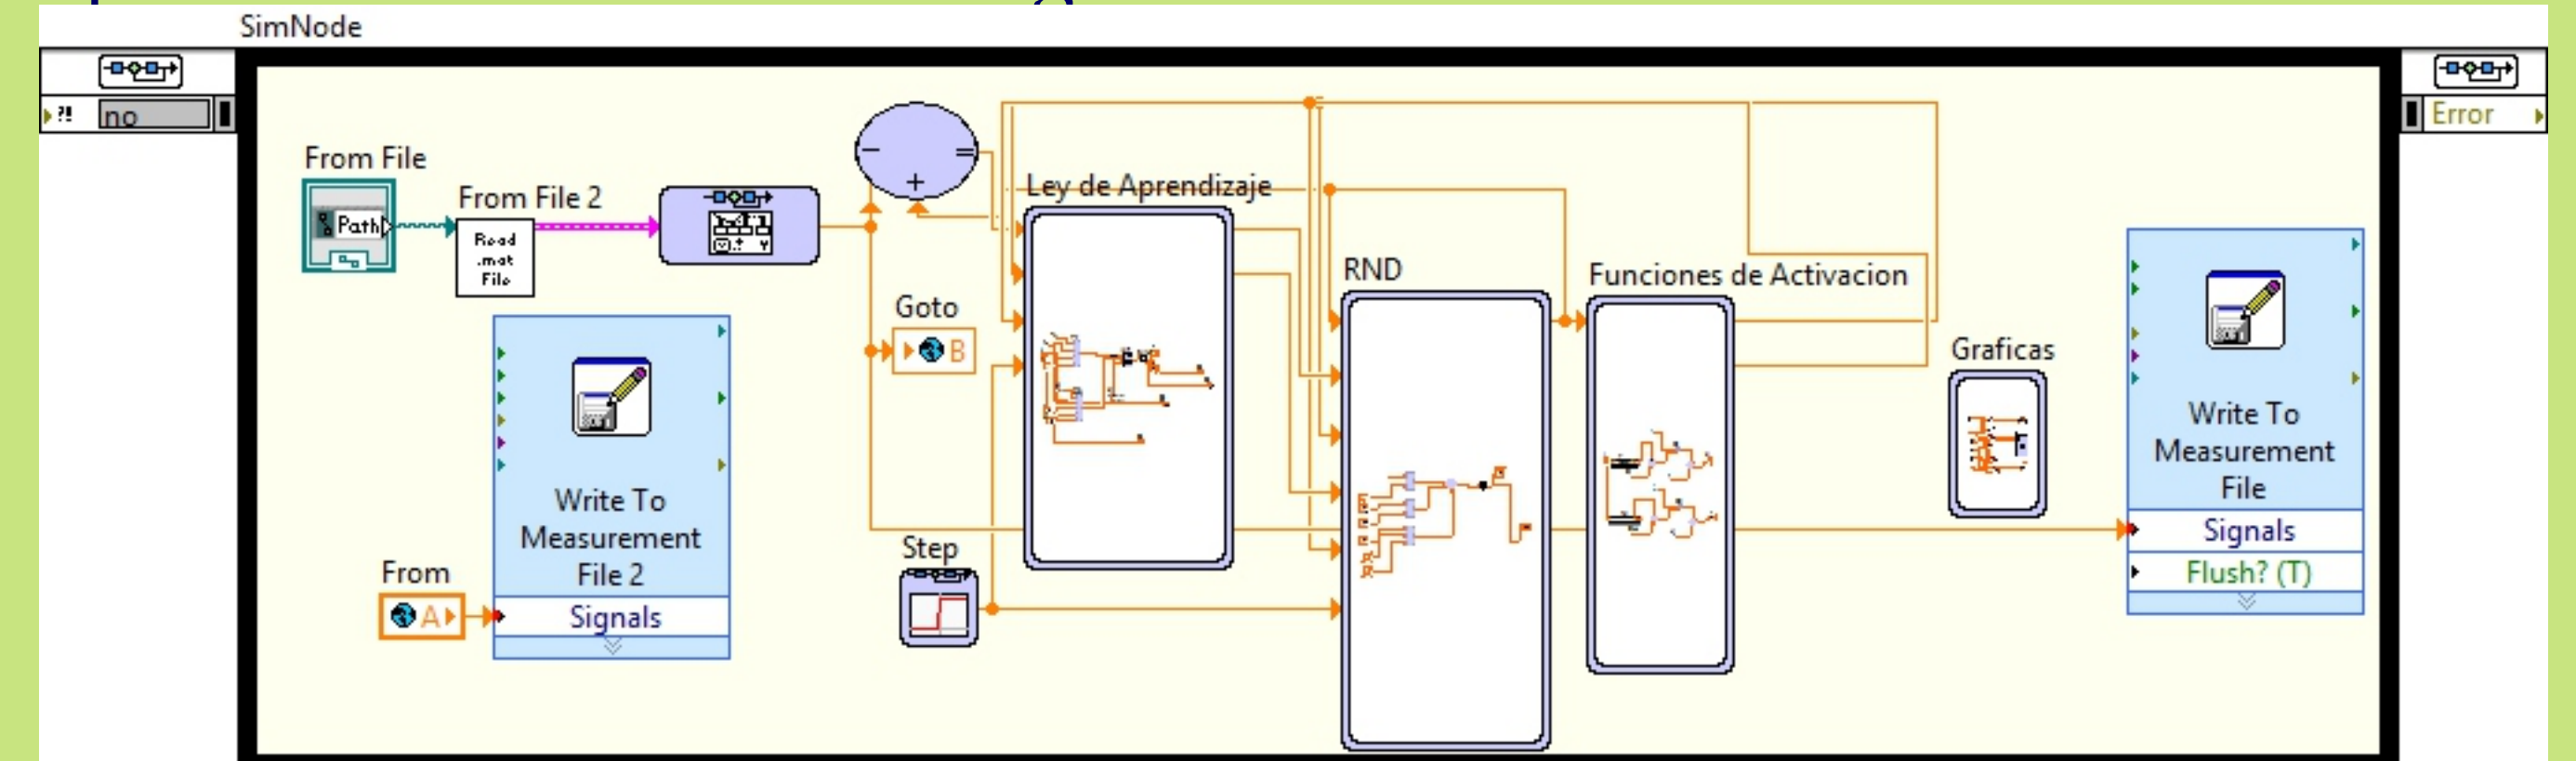 SimNode
?!
no
Error
From File
Path
From File 2
Read
.mat
File
−
=
+
Ley de Aprendizaje
RND
Funciones de Activacion
Goto
B
Graficas
Write To
Measurement
File 2
Signals
From
A
Step
Write To
Measurement
File
Signals
Flush? (T)